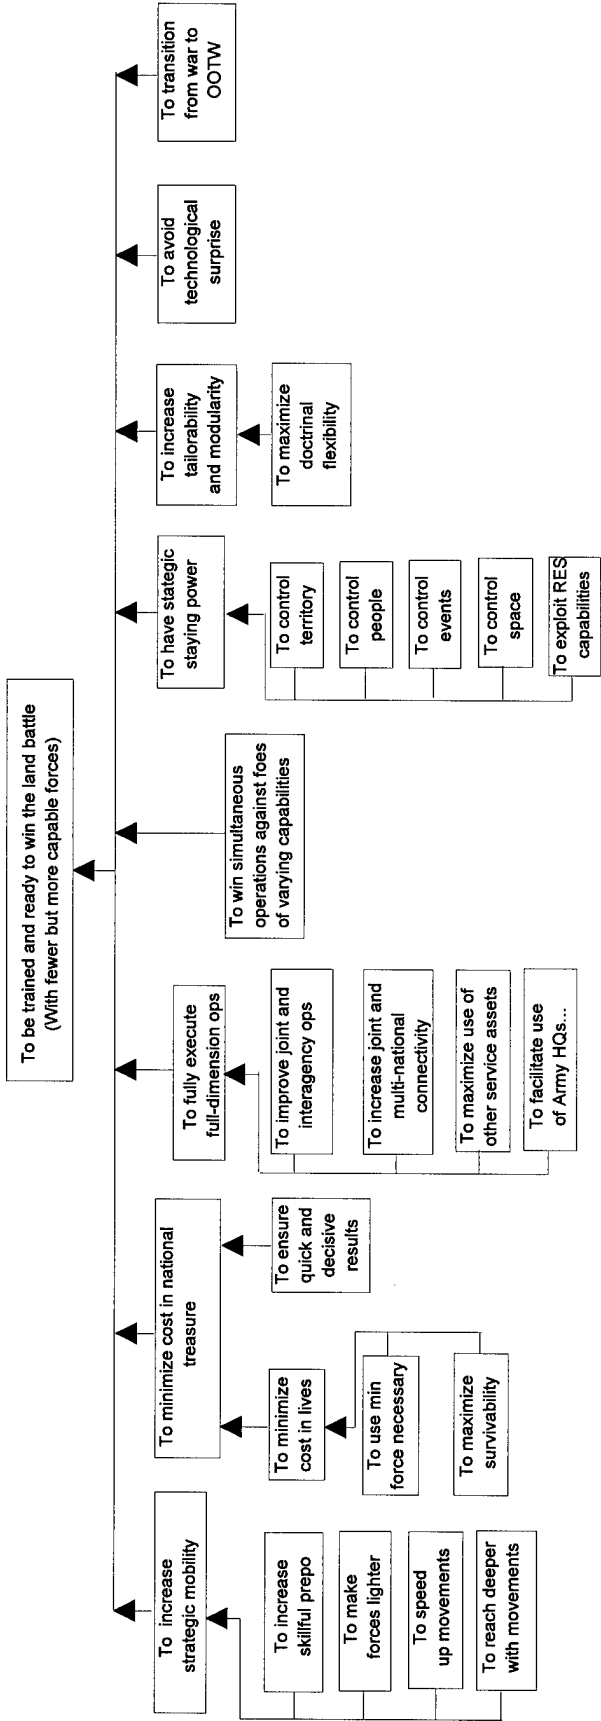 To be trained and ready to win the land battle
(With fewer but more capable forces)
To increase
strategic mobility
To increase
skillful prepo
To make
forces lighter
To speed
up movements
To reach deeper
with movements
To minimize cost in national
treasure
To minimize
cost in lives
To use min
force necessary
To maximize
survivability
To ensure
quick and
decisive
results
To fully execute
full-dimension ops
To improve joint and
interagency ops
To increase joint and
multi-national
connectivity
To maximize use of
other service assets
To facilitate use
of Army HQs...
To win simultaneous
operations against foes
of varying capabilities
To have stategic
staying power
To control
territory
To control
people
To control
events
To control
space
To exploit RES
capabilities
To increase
tailorability
and modularity
To maximize
doctrinal
flexibility
To avoid
technological
surprise
To transition
from war to
OOTW